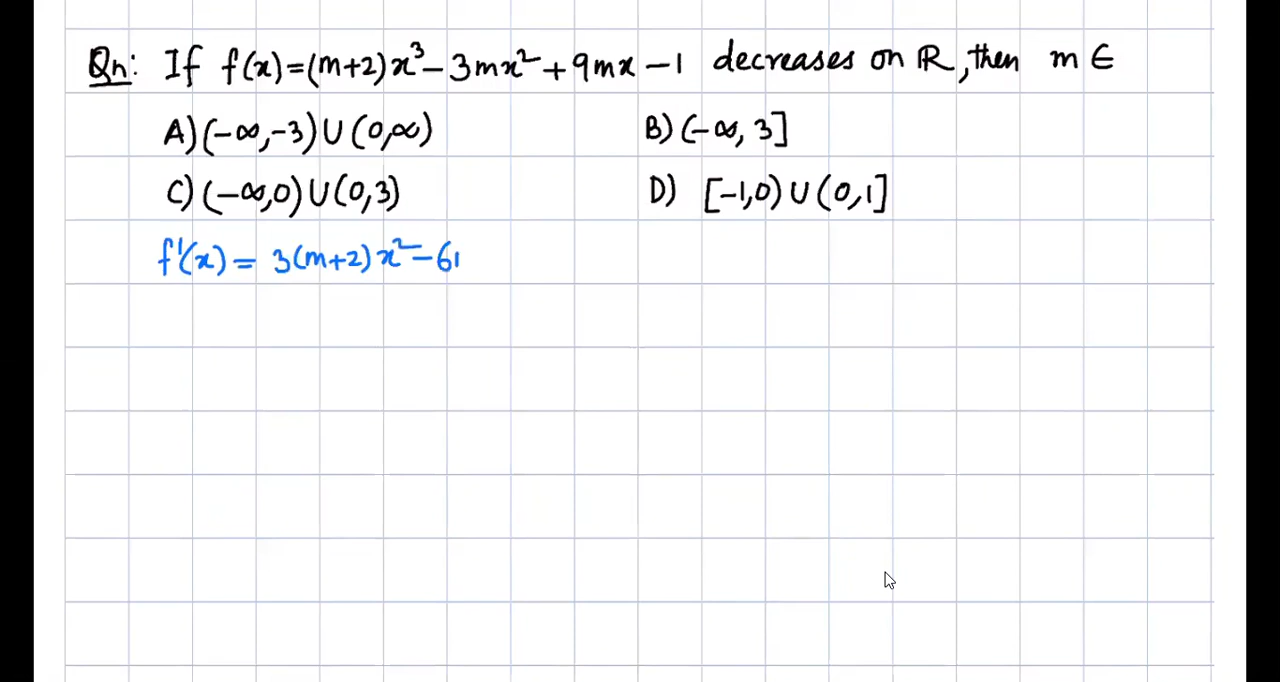 Qn: If f(x)=(m+2)x³-3mx²+9mx-1 decreases on ℝ, then m ∈
A) (-∞,-3)∪(0,∞) B) (-∞, 3]
C) (-∞,0)∪(0,3) D) [-1,0)∪(0,1]
f'(x) = 3(m+2)x²-6